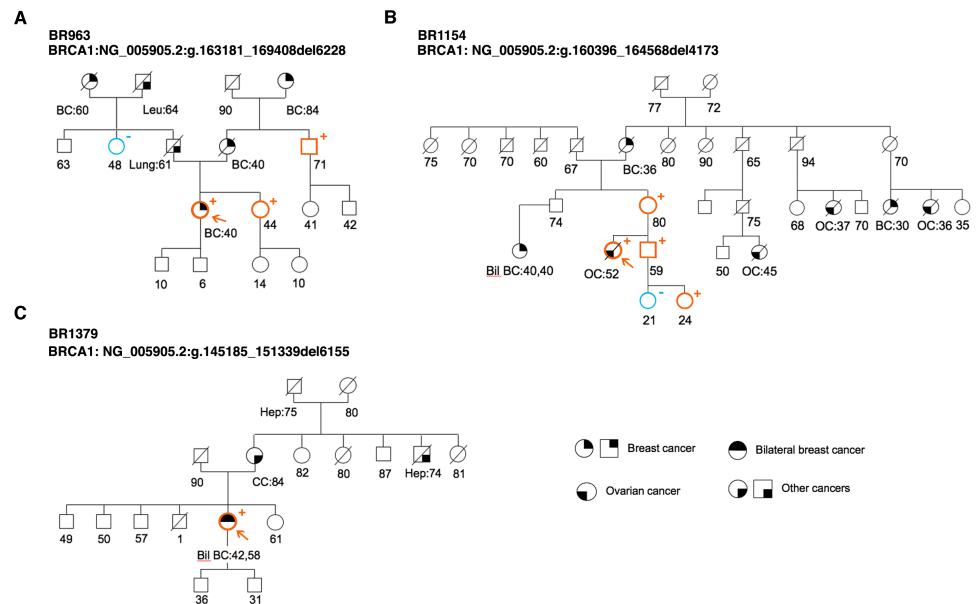 A
BR963
BRCA1:NG_005905.2:g.163181_169408del6228
BC:60
Leu:64
90
BC:84
-
+
63
48
Lung:61
BC:40
71
+
+
BC:40
44
41
42
10
6
14
10
B
BR1154
BRCA1: NG_005905.2:g.160396_164568del4173
77
72
75
70
70
60
67
BC:36
80
90
65
94
70
+
74
80
75
68
OC:37
70
BC:30
OC:36
35
+
+
Bil BC:40,40
OC:52
59
50
OC:45
-
+
21
24
C
BR1379
BRCA1: NG_005905.2:g.145185_151339del6155
Hep:75
80
90
CC:84
82
80
87
Hep:74
81
+
49
50
57
1
61
Bil BC:42,58
36
31
Breast cancer
Bilateral breast cancer
Ovarian cancer
Other cancers